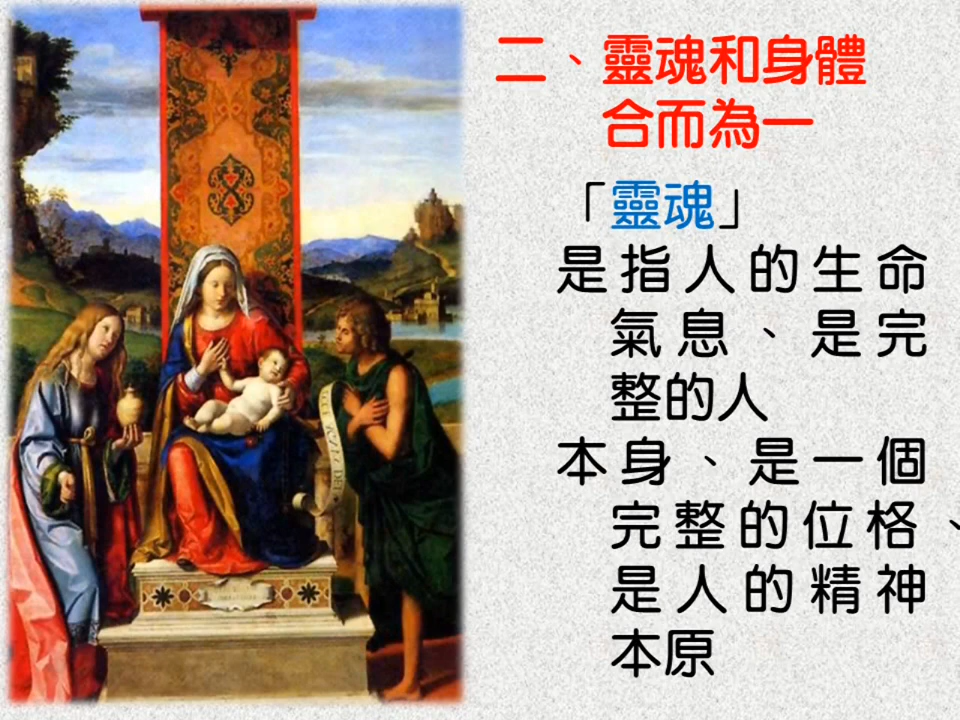 二、靈魂和身體
合而為一
「靈魂」
是指人的生命
氣息、是完
整的人
本身、是一個
完整的位格、
是人的精神
本原